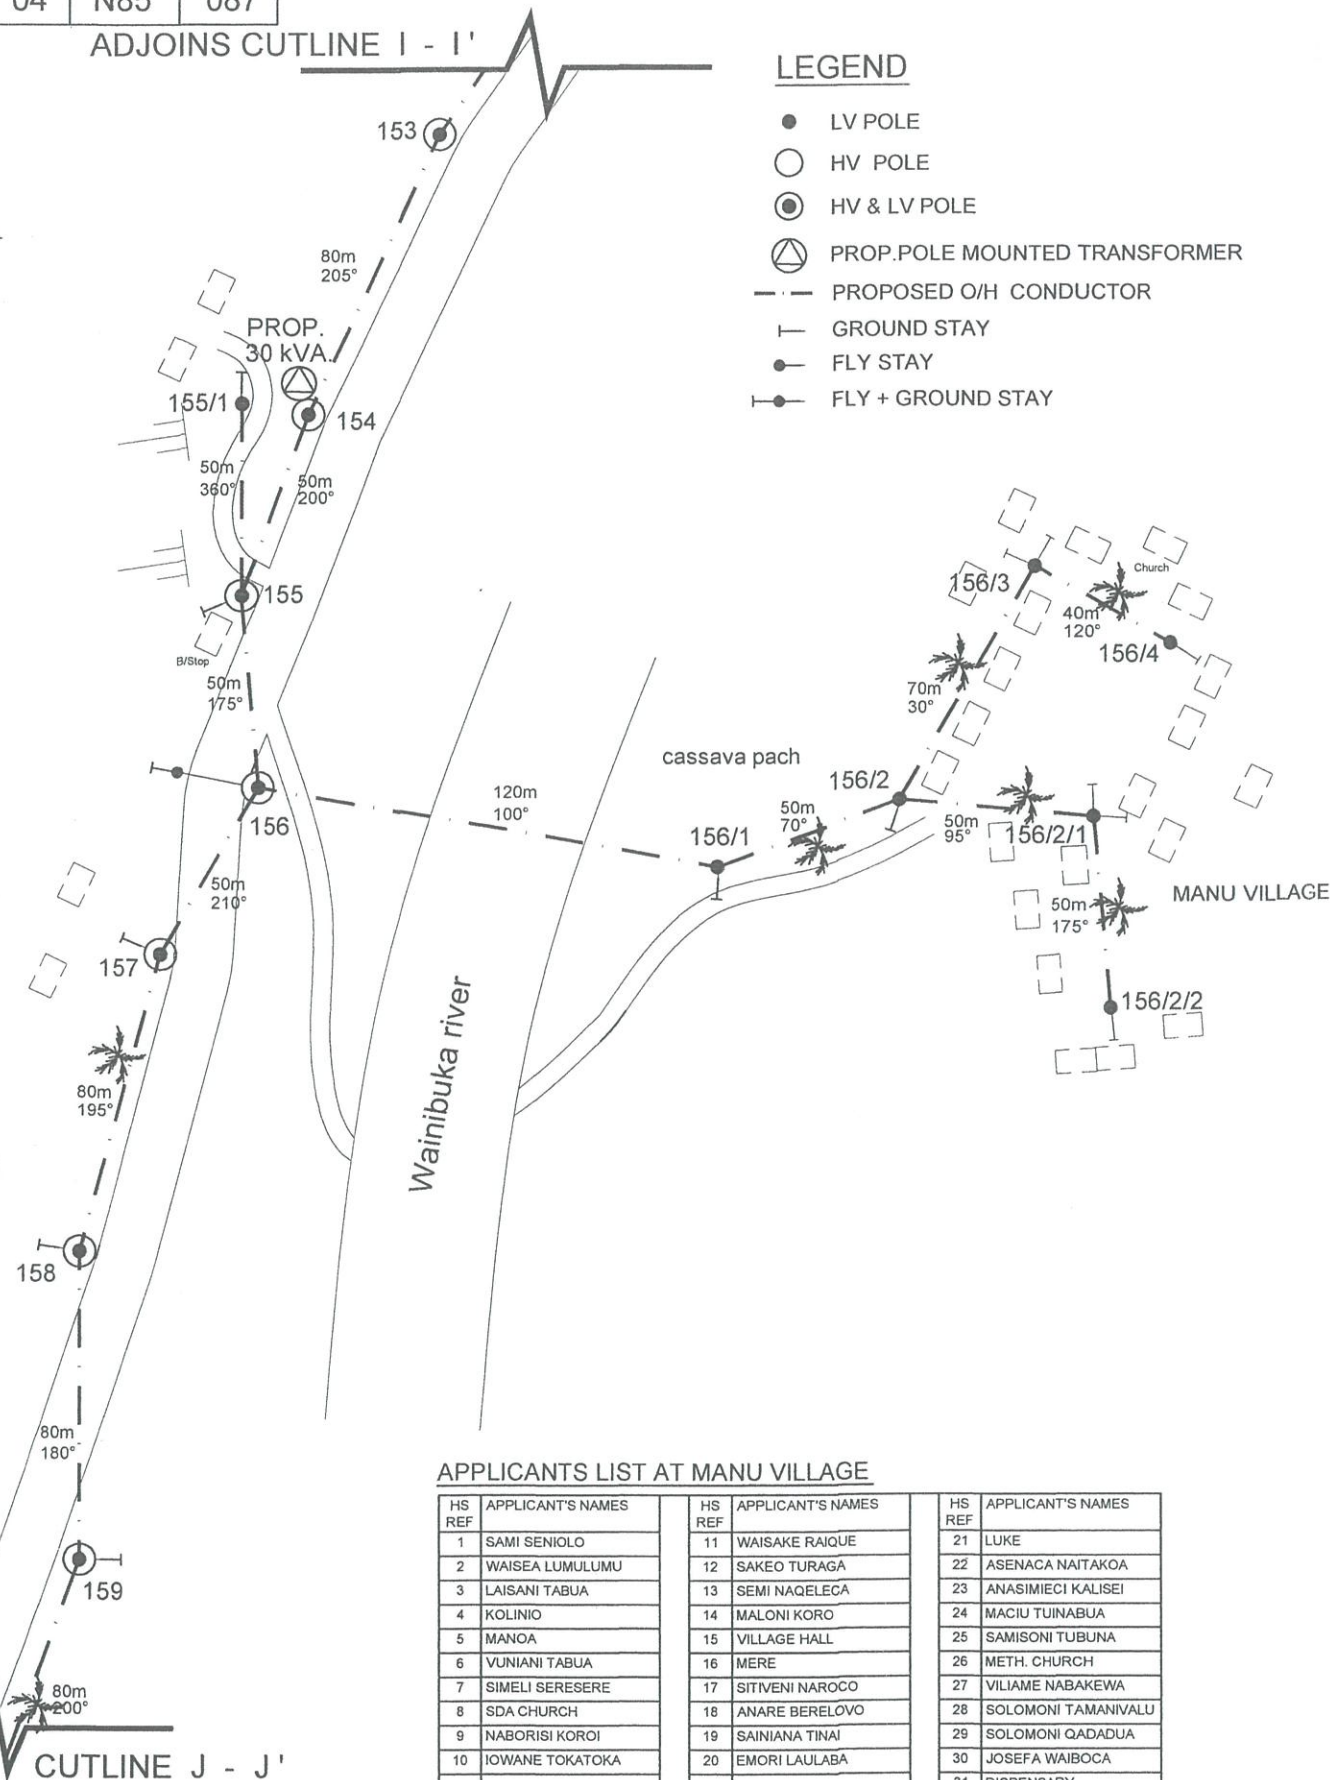 04 N85 087
ADJOINS CUTLINE I - I'
LEGEND
LV POLE
HV POLE
HV & LV POLE
PROP.POLE MOUNTED TRANSFORMER
PROPOSED O/H CONDUCTOR
GROUND STAY
FLY STAY
FLY + GROUND STAY
153
80m
205°
PROP.
30 kVA.
155/1
154
50m
360°
50m
200°
155
B/Stop
50m
175°
156
120m
100°
cassava pach
156/1
50m
70°
156/2
70m
30°
156/3
Church
40m
120°
156/4
50m
95°
156/2/1
50m
175°
MANU VILLAGE
156/2/2
50m
210°
157
80m
195°
Wainibuka river
158
80m
180°
159
80m
200°
CUTLINE J - J'
APPLICANTS LIST AT MANU VILLAGE
HS REF APPLICANT'S NAMES
1 SAMI SENIOLO
2 WAISEA LUMULUMU
3 LAISANI TABUA
4 KOLINIO
5 MANOA
6 VUNIANI TABUA
7 SIMELI SERESERE
8 SDA CHURCH
9 NABORISI KOROI
10 IOWANE TOKATOKA
HS REF APPLICANT'S NAMES
11 WAISAKE RAIQUE
12 SAKEO TURAGA
13 SEMI NAQELECA
14 MALONI KORO
15 VILLAGE HALL
16 MERE
17 SITIVENI NAROCO
18 ANARE BERELOVO
19 SAINIANA TINAI
20 EMORI LAULABA
HS REF APPLICANT'S NAMES
21 LUKE
22 ASENACA NAITAKOA
23 ANASIMIECI KALISEI
24 MACIU TUINABUA
25 SAMISONI TUBUNA
26 METH. CHURCH
27 VILIAME NABAKEWA
28 SOLOMONI TAMANIVALU
29 SOLOMONI QADADUA
30 JOSEFA WAIBOCA
31 DISPENSARY